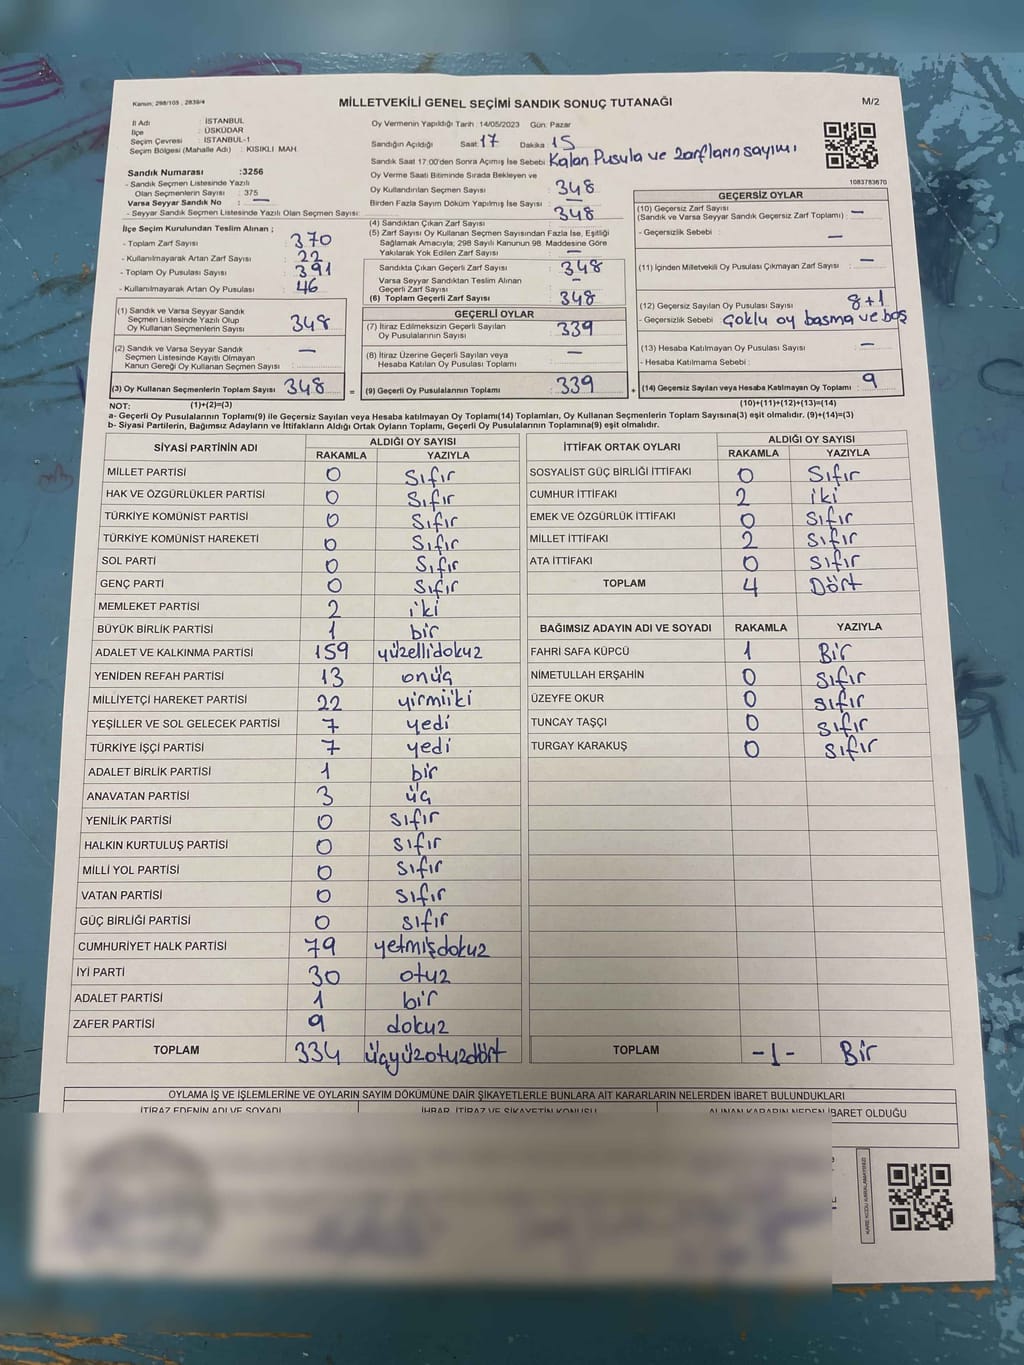 Kanun; 298/105 , 2839/4
MİLLETVEKİLİ GENEL SEÇİMİ SANDIK SONUÇ TUTANAĞI
M/2
İl Adı : İSTANBUL
İlçe : ÜSKÜDAR
Seçim Çevresi : İSTANBUL-1
Seçim Bölgesi (Mahalle Adı) : KISIKLI MAH.
Sandık Numarası :3256
- Sandık Seçmen Listesinde Yazılı
Olan Seçmenlerin Sayısı : 375
Varsa Seyyar Sandık No : —
- Seyyar Sandık Seçmen Listesinde Yazılı Olan Seçmen Sayısı:
İlçe Seçim Kurulundan Teslim Alınan ;
- Toplam Zarf Sayısı : 370
- Kullanılmayarak Artan Zarf Sayısı : 22
- Toplam Oy Pusulası Sayısı : 391
- Kullanılmayarak Artan Oy Pusulası : 46
(1) Sandık ve Varsa Seyyar Sandık
Seçmen Listesinde Yazılı Olup
Oy Kullanan Seçmenlerin Sayısı : 348
(2) Sandık ve Varsa Seyyar Sandık
Seçmen Listesinde Kayıtlı Olmayan
Kanun Gereği Oy Kullanan Seçmen Sayısı : —
(3) Oy Kullanan Seçmenlerin Toplam Sayısı : 348 =
Oy Vermenin Yapıldığı Tarih :14/05/2023 Gün: Pazar
Sandığın Açıldığı Saat: 17 Dakika : 15
Sandık Saat 17:00'den Sonra Açımış İse Sebebi : Kalan Pusula ve zarfların sayımı
Oy Verme Saati Bitiminde Sırada Bekleyen ve
Oy Kullandırılan Seçmen Sayısı : 348
Birden Fazla Sayım Döküm Yapılmış İse Sayısı : —
(4) Sandıktan Çıkan Zarf Sayısı : 348
(5) Zarf Sayısı Oy Kullanan Seçmen Sayısından Fazla İse, Eşitliği
Sağlamak Amacıyla; 298 Sayılı Kanunun 98. Maddesine Göre
Yakılarak Yok Edilen Zarf Sayısı : —
Sandıkta Çıkan Geçerli Zarf Sayısı : 348
Varsa Seyyar Sandıktan Teslim Alınan
Geçerli Zarf Sayısı : —
(6) Toplam Geçerli Zarf Sayısı : 348
GEÇERLİ OYLAR
(7) İtiraz Edilmeksizin Geçerli Sayılan
Oy Pusulalarının Sayısı : 339
(8) İtiraz Üzerine Geçerli Sayılan veya
Hesaba Katılan Oy Pusulası Toplamı : —
(9) Geçerli Oy Pusulalarının Toplamı : 339 +
1083783670
GEÇERSİZ OYLAR
(10) Geçersiz Zarf Sayısı
(Sandık ve Varsa Seyyar Sandık Geçersiz Zarf Toplamı) : —
- Geçersizlik Sebebi : —
(11) İçinden Milletvekili Oy Pusulası Çıkmayan Zarf Sayısı : —
(12) Geçersiz Sayılan Oy Pusulası Sayısı : 8+1
- Geçersizlik Sebebi : Çoklu oy basma ve boş
(13) Hesaba Katılmayan Oy Pusulası Sayısı : —
- Hesaba Katılmama Sebebi :
(14) Geçersiz Sayılan veya Hesaba Katılmayan Oy Toplamı : 9
NOT: (1)+(2)=(3) (10)+(11)+(12)+(13)=(14)
a- Geçerli Oy Pusulalarının Toplamı(9) ile Geçersiz Sayılan veya Hesaba katılmayan Oy Toplamı(14) Toplamları, Oy Kullanan Seçmenlerin Toplam Sayısına(3) eşit olmalıdır. (9)+(14)=(3)
b- Siyasi Partilerin, Bağımsız Adayların ve İttifakların Aldığı Ortak Oyların Toplamı, Geçerli Oy Pusulalarının Toplamına(9) eşit olmalıdır.
SİYASİ PARTİNİN ADI ALDIĞI OY SAYISI
RAKAMLA YAZIYLA
MİLLET PARTİSİ 0 Sıfır
HAK VE ÖZGÜRLÜKLER PARTİSİ 0 Sıfır
TÜRKİYE KOMÜNİST PARTİSİ 0 Sıfır
TÜRKİYE KOMÜNİST HAREKETİ 0 Sıfır
SOL PARTİ 0 Sıfır
GENÇ PARTİ 0 Sıfır
MEMLEKET PARTİSİ 2 iki
BÜYÜK BİRLİK PARTİSİ 1 bir
ADALET VE KALKINMA PARTİSİ 159 yüzellidokuz
YENİDEN REFAH PARTİSİ 13 onüç
MİLLİYETÇİ HAREKET PARTİSİ 22 yirmiiki
YEŞİLLER VE SOL GELECEK PARTİSİ 7 yedi
TÜRKİYE İŞÇİ PARTİSİ 7 yedi
ADALET BİRLİK PARTİSİ 1 bir
ANAVATAN PARTİSİ 3 üç
YENİLİK PARTİSİ 0 sıfır
HALKIN KURTULUŞ PARTİSİ 0 sıfır
MİLLİ YOL PARTİSİ 0 sıfır
VATAN PARTİSİ 0 sıfır
GÜÇ BİRLİĞİ PARTİSİ 0 sıfır
CUMHURİYET HALK PARTİSİ 79 yetmişdokuz
İYİ PARTİ 30 otuz
ADALET PARTİSİ 1 bir
ZAFER PARTİSİ 9 dokuz
TOPLAM 334 üçyüzotuzdört
İTTİFAK ORTAK OYLARI ALDIĞI OY SAYISI
RAKAMLA YAZIYLA
SOSYALİST GÜÇ BİRLİĞİ İTTİFAKI 0 Sıfır
CUMHUR İTTİFAKI 2 iki
EMEK VE ÖZGÜRLÜK İTTİFAKI 0 Sıfır
MİLLET İTTİFAKI 2 sıfır
ATA İTTİFAKI 0 sıfır
TOPLAM 4 Dört
BAĞIMSIZ ADAYIN ADI VE SOYADI RAKAMLA YAZIYLA
FAHRİ SAFA KÜPCÜ 1 Bir
NİMETULLAH ERŞAHİN 0 sıfır
ÜZEYFE OKUR 0 sıfır
TUNCAY TAŞÇI 0 sıfır
TURGAY KARAKUŞ 0 sıfır
TOPLAM -1- Bir
OYLAMA İŞ VE İŞLEMLERİNE VE OYLARIN SAYIM DÖKÜMÜNE DAİR ŞİKAYETLERLE BUNLARA AİT KARARLARIN NELERDEN İBARET BULUNDUKLARI
İTİRAZ EDENİN ADI VE SOYADI İHBAR, İTİRAZ VE ŞİKAYETİN KONUSU ALINAN KARARIN NEDEN İBARET OLDUĞU
KARE KODU KARALAMAYINIZ!